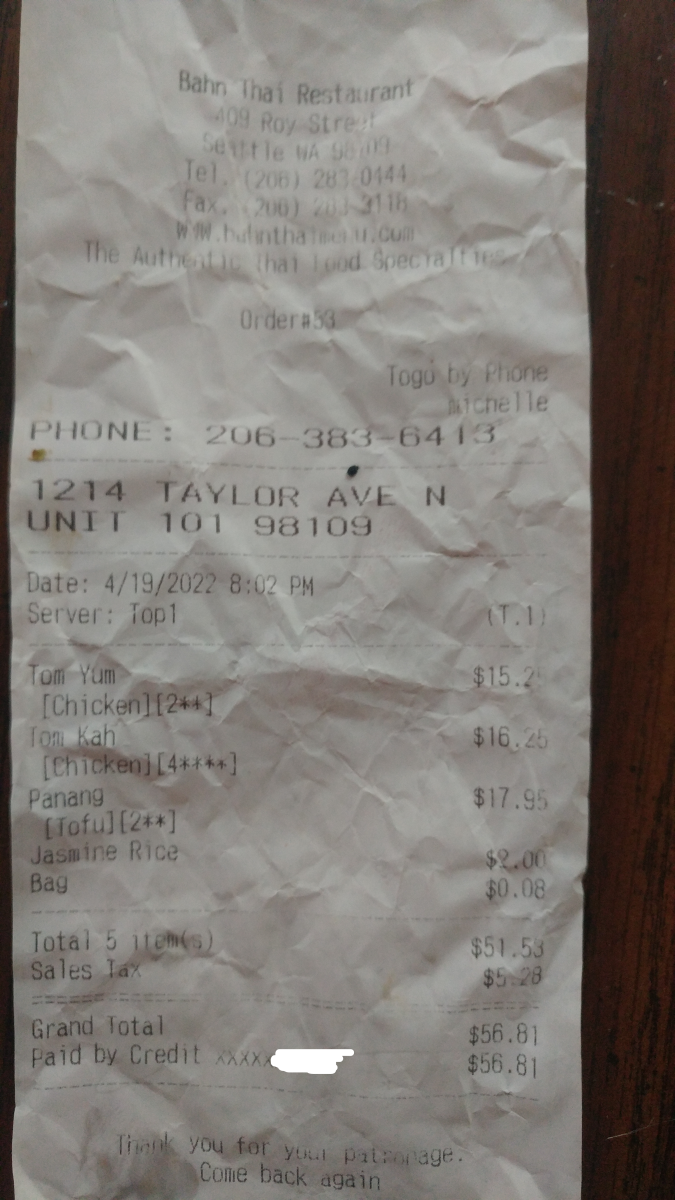 Bahn Thai Restaurant
409 Roy Street
Seattle WA 98109
Tel. (206) 283-0444
Fax. (206) 283-3118
WWW.bahnthaimenu.com
The Authentic Thai Food Specialties
Order#53
Togo by Phone
michelle
PHONE: 206-383-6413
1214 TAYLOR AVE N
UNIT 101 98109
Date: 4/19/2022 8:02 PM
Server: Top1 (T.1)
Tom Yum
[Chicken][2**]
Tom Kah $16.25
[Chicken][4****]
Panang $17.95
[Tofu][2**]
Jasmine Rice $2.00
Bag $0.08
Total 5 item(s) $51.53
Sales Tax $5.28
Grand Total $56.81
Paid by Credit xxxxx $56.81
Thank you for your patronage.
Come back again